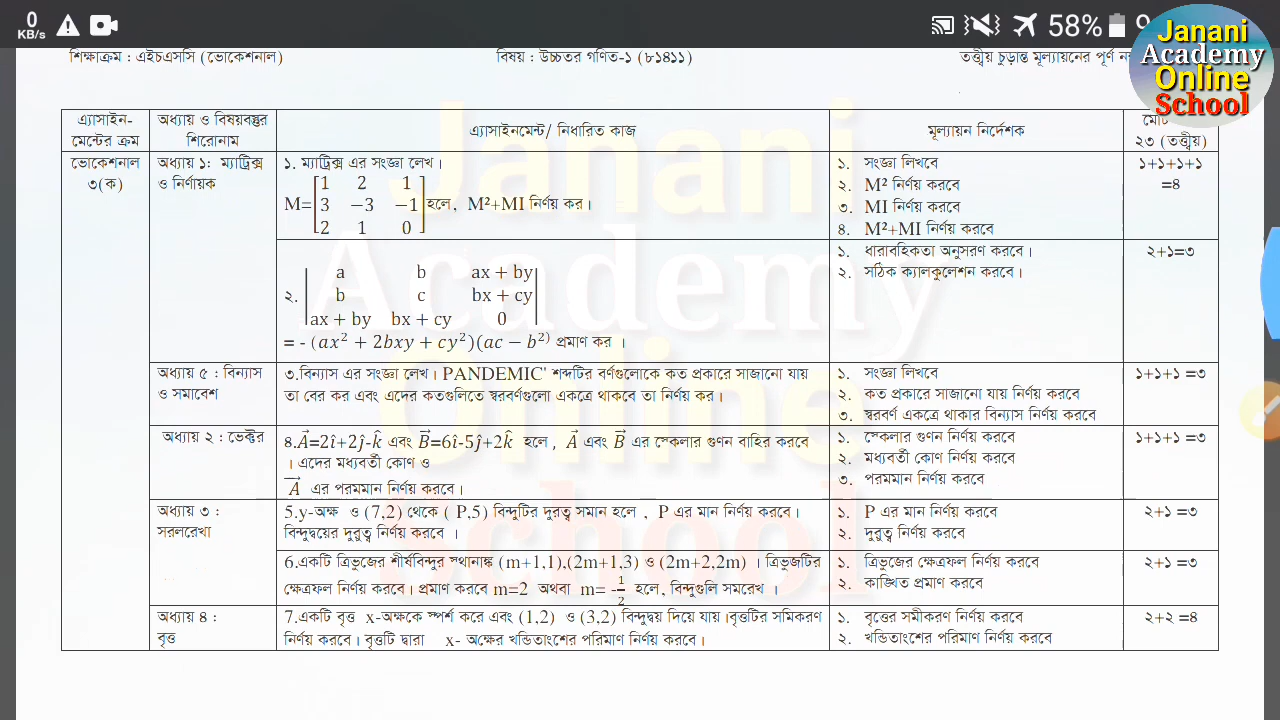 0
KB/s
58%
9
Janani
Academy
Online
School
শিক্ষাক্রম : এইচএসসি (ভোকেশনাল) বিষয় : উচ্চতর গণিত-১ (৮১৪১১) তত্ত্বীয় চুড়ান্ত মূল্যায়নের পূর্ণ
এ্যাসাইন-
মেন্টের ক্রম
অধ্যায় ও বিষয়বস্তুর
শিরোনাম
এ্যাসাইনমেন্ট/ নির্ধারিত কাজ
মূল্যায়ন নির্দেশক
মোট
২৩ (তত্ত্বীয়)
ভোকেশনাল
৩(ক)
অধ্যায় ১: ম্যাট্রিক্স
ও নির্ণায়ক
১. ম্যাট্রিক্স এর সংজ্ঞা লেখ।
1 2 1
M= 3 −3 −1 হলে, M²+MI নির্ণয় কর।
2 1 0
১. সংজ্ঞা লিখবে
২. M² নির্ণয় করবে
৩. MI নির্ণয় করবে
৪. M²+MI নির্ণয় করবে
১+১+১+১
=৪
a b ax + by
২. b c bx + cy
ax + by bx + cy 0
= - (ax² + 2bxy + cy²)(ac − b²⁾ প্রমাণ কর ।
১. ধারাবহিকতা অনুসরণ করবে।
২. সঠিক ক্যালকুলেশন করবে।
২+১=৩
অধ্যায় ৫ : বিন্যাস
ও সমাবেশ
৩.বিন্যাস এর সংজ্ঞা লেখ। PANDEMIC' শব্দটির বর্ণগুলোকে কত প্রকারে সাজানো যায়
তা বের কর এবং এদের কতগুলিতে স্বরবর্ণগুলো একত্রে থাকবে তা নির্ণয় কর।
১. সংজ্ঞা লিখবে
২. কত প্রকারে সাজানো যায় নির্ণয় করবে
৩. স্বরবর্ণ একত্রে থাকার বিন্যাস নির্ণয় করবে
১+১+১ =৩
অধ্যায় ২ : ভেক্টর
৪.A⃗=2î+2ĵ-k̂ এবং B⃗=6î-5ĵ+2k̂ হলে, A⃗ এবং B⃗ এর স্কেলার গুণন বাহির করবে
। এদের মধ্যবর্তী কোণ ও
A⃗ এর পরমমান নির্ণয় করবে।
১. স্কেলার গুণন নির্ণয় করবে
২. মধ্যবর্তী কোণ নির্ণয় করবে
৩. পরমমান নির্ণয় করবে
১+১+১ =৩
অধ্যায় ৩ :
সরলরেখা
5.y-অক্ষ ও (7,2) থেকে ( P,5) বিন্দুটির দুরত্ব সমান হলে, P এর মান নির্ণয় করবে।
বিন্দুদ্বয়ের দুরুত্ব নির্ণয় করবে ।
১. P এর মান নির্ণয় করবে
২. দুরুত্ব নির্ণয় করবে
২+১ =৩
6.একটি ত্রিভুজের শীর্ষবিন্দুর স্থানাঙ্ক (m+1,1),(2m+1,3) ও (2m+2,2m) । ত্রিভুজটির
ক্ষেত্রফল নির্ণয় করবে। প্রমাণ করবে m=2 অথবা m= -1/2 হলে, বিন্দুগুলি সমরেখ ।
১. ত্রিভুজের ক্ষেত্রফল নির্ণয় করবে
২. কাঙ্খিত প্রমাণ করবে
২+১ =৩
অধ্যায় ৪ :
বৃত্ত
7.একটি বৃত্ত x-অক্ষকে স্পর্শ করে এবং (1,2) ও (3,2) বিন্দুদ্বয় দিয়ে যায়।বৃত্তটির সমিকরণ
নির্ণয় করবে। বৃত্তটি দ্বারা x- অক্ষের খন্ডিতাংশের পরিমাণ নির্ণয় করবে।
১. বৃত্তের সমীকরণ নির্ণয় করবে
২. খন্ডিতাংশের পরিমাণ নির্ণয় করবে
২+২ =৪
Janani
Academy
Online
School